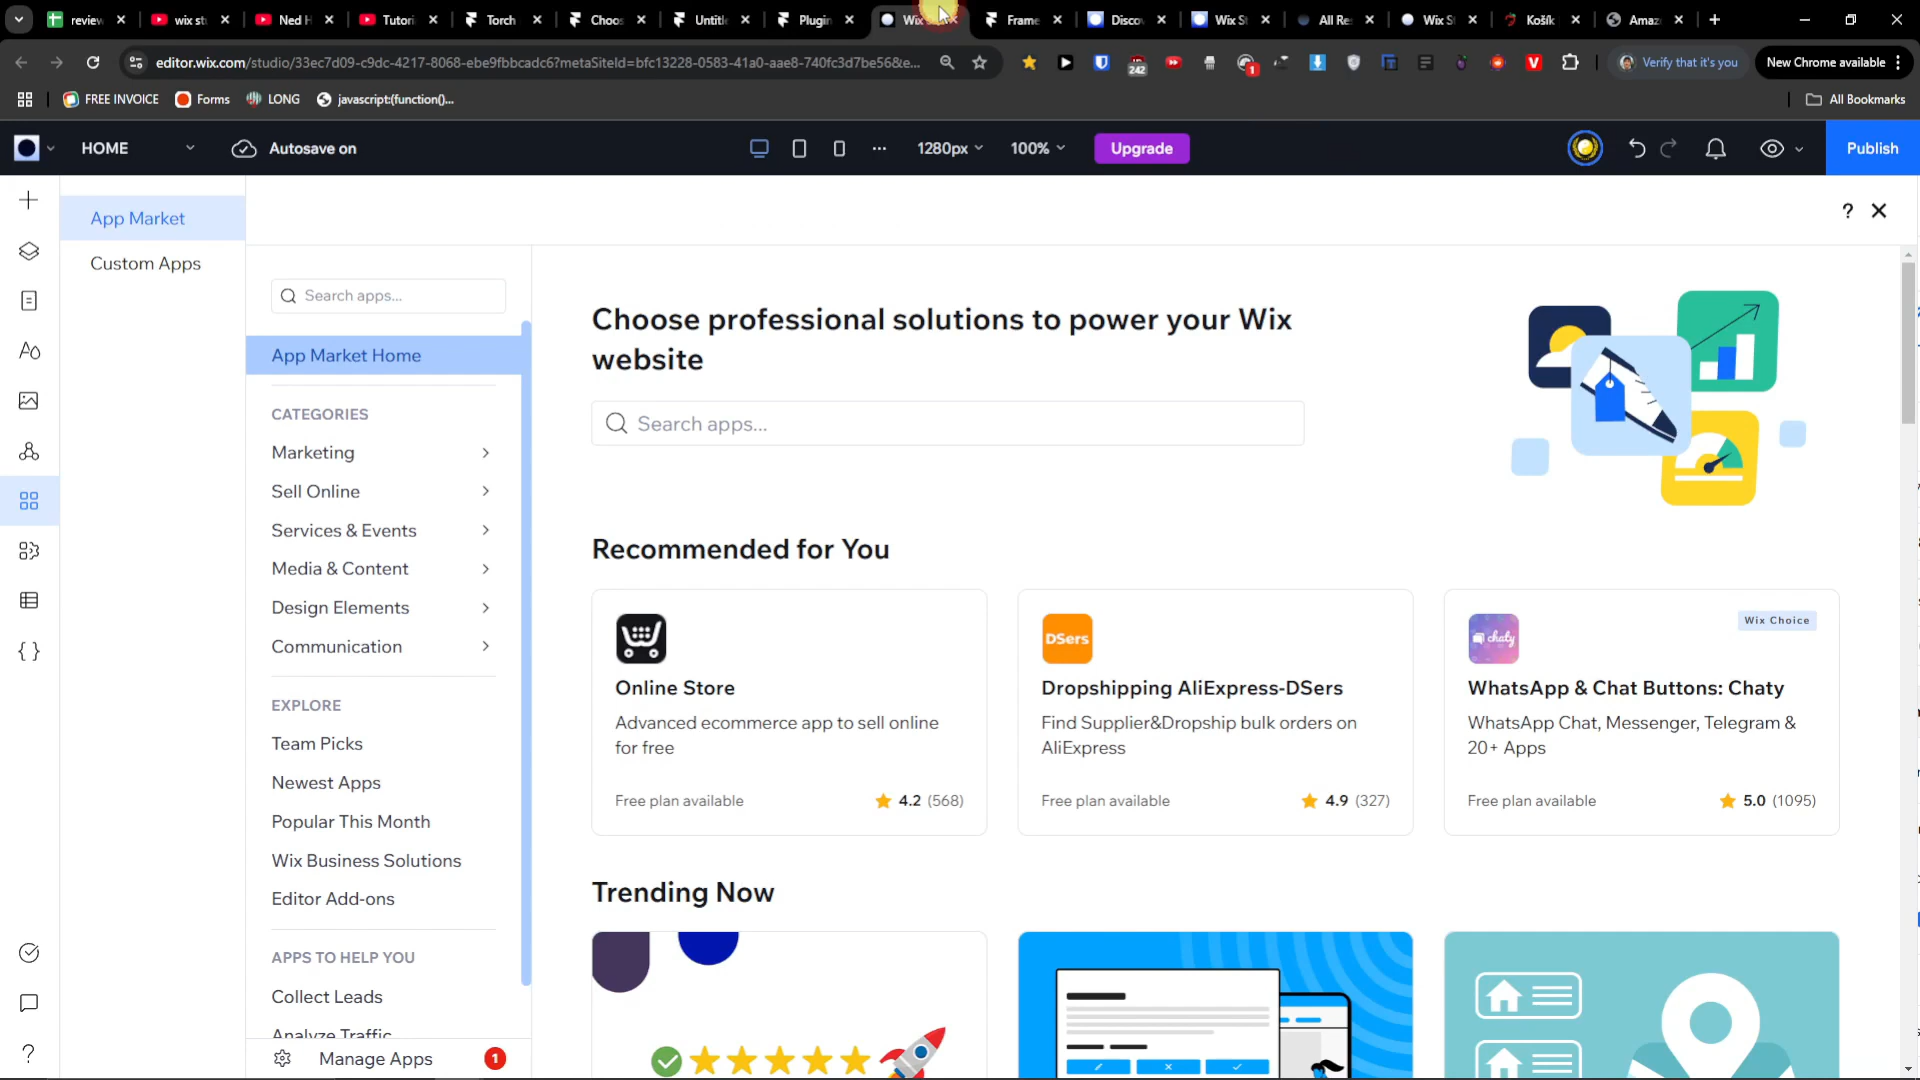 review
wix st
Ned H
Tutori
Torch
Choos
Untitl
Plugin
Wix S
Frame
Disco
Wix S
All Re
Wix S
Košík
Amaz
editor.wix.com/studio/33ec7d09-c9dc-4217-8068-ebe9fbbcadc6?metaSiteId=bfc13228-0583-41a0-aae8-740fc3d7be56&e...
242
1
Verify that it's you
New Chrome available
FREE INVOICE
Forms
LONG
javascript:(function()...
All Bookmarks
HOME
Autosave on
1280px
100%
Upgrade
Publish
App Market
Custom Apps
?
Search apps...
App Market Home
CATEGORIES
Marketing
Sell Online
Services & Events
Media & Content
Design Elements
Communication
EXPLORE
Team Picks
Newest Apps
Popular This Month
Wix Business Solutions
Editor Add-ons
APPS TO HELP YOU
Collect Leads
Analyze Traffic
Manage Apps
1
Choose professional solutions to power your Wix
website
Search apps...
Recommended for You
Online Store
Advanced ecommerce app to sell online
for free
Free plan available
4.2 (568)
DSers
Dropshipping AliExpress-DSers
Find Supplier&Dropship bulk orders on
AliExpress
Free plan available
4.9 (327)
chaty
Wix Choice
WhatsApp & Chat Buttons: Chaty
WhatsApp Chat, Messenger, Telegram &
20+ Apps
Free plan available
5.0 (1095)
Trending Now